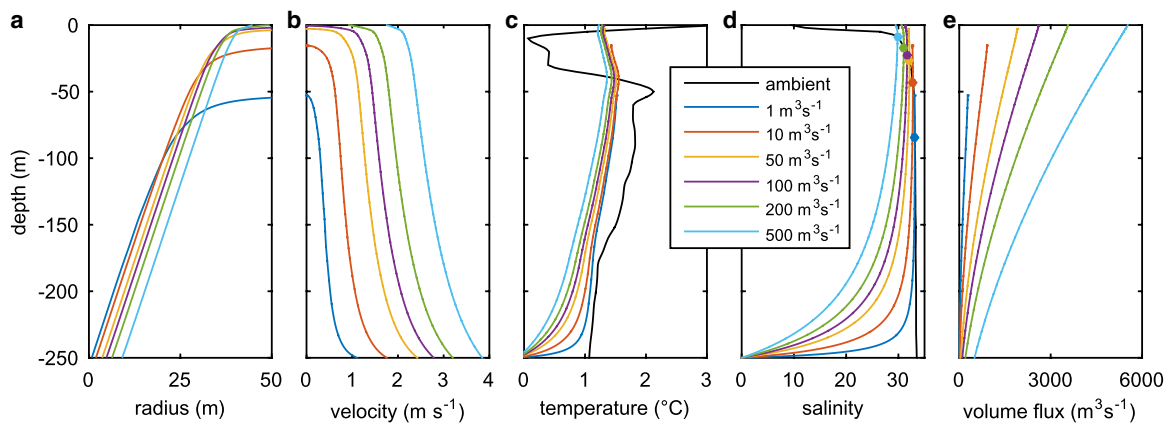 a
b
c
d
e
0
-50
-100
-150
-200
-250
depth (m)
0 25 50
radius (m)
0 1 2 3 4
velocity (m s⁻¹)
0 1 2 3
temperature (°C)
0 10 20 30
salinity
0 3000 6000
volume flux (m³s⁻¹)
ambient
1 m³s⁻¹
10 m³s⁻¹
50 m³s⁻¹
100 m³s⁻¹
200 m³s⁻¹
500 m³s⁻¹